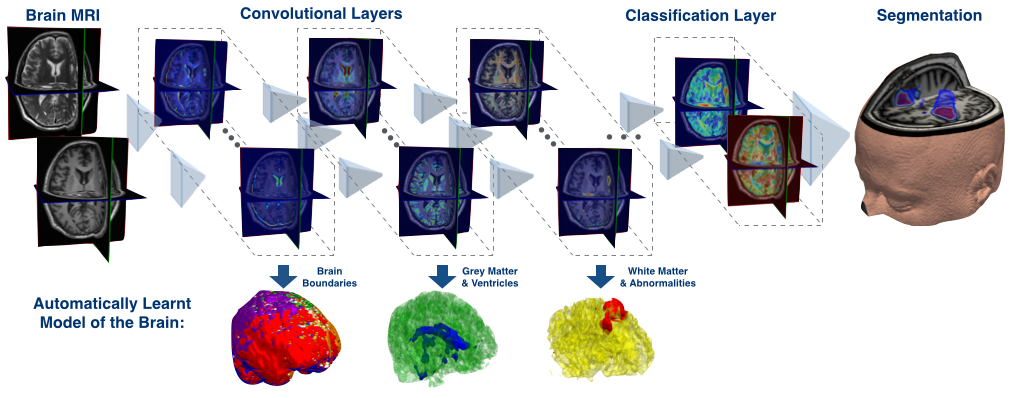 Brain MRI
Convolutional Layers
Classification Layer
Segmentation
Brain
Boundaries
Grey Matter
& Ventricles
White Matter
& Abnormalities
Automatically Learnt
Model of the Brain: